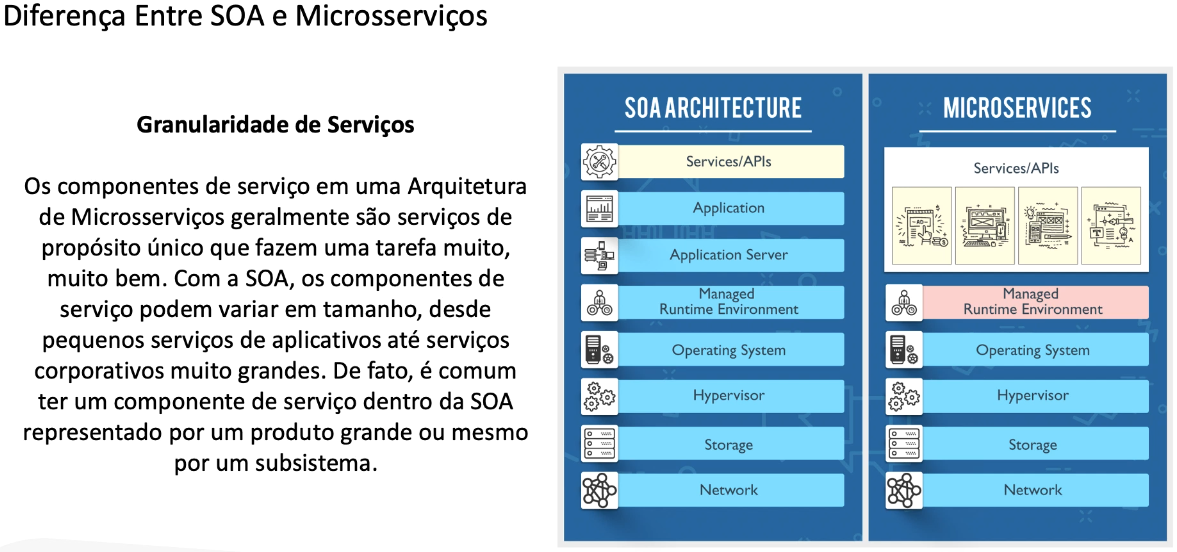 Diferença Entre SOA e Microsserviços
Granularidade de Serviços
Os componentes de serviço em uma Arquitetura
de Microsserviços geralmente são serviços de
propósito único que fazem uma tarefa muito,
muito bem. Com a SOA, os componentes de
serviço podem variar em tamanho, desde
pequenos serviços de aplicativos até serviços
corporativos muito grandes. De fato, é comum
ter um componente de serviço dentro da SOA
representado por um produto grande ou mesmo
por um subsistema.
SOA ARCHITECTURE
Services/APIs
Application
Application Server
Managed
Runtime Environment
Operating System
Hypervisor
Storage
Network
MICROSERVICES
Services/APIs
Managed
Runtime Environment
Operating System
Hypervisor
Storage
Network